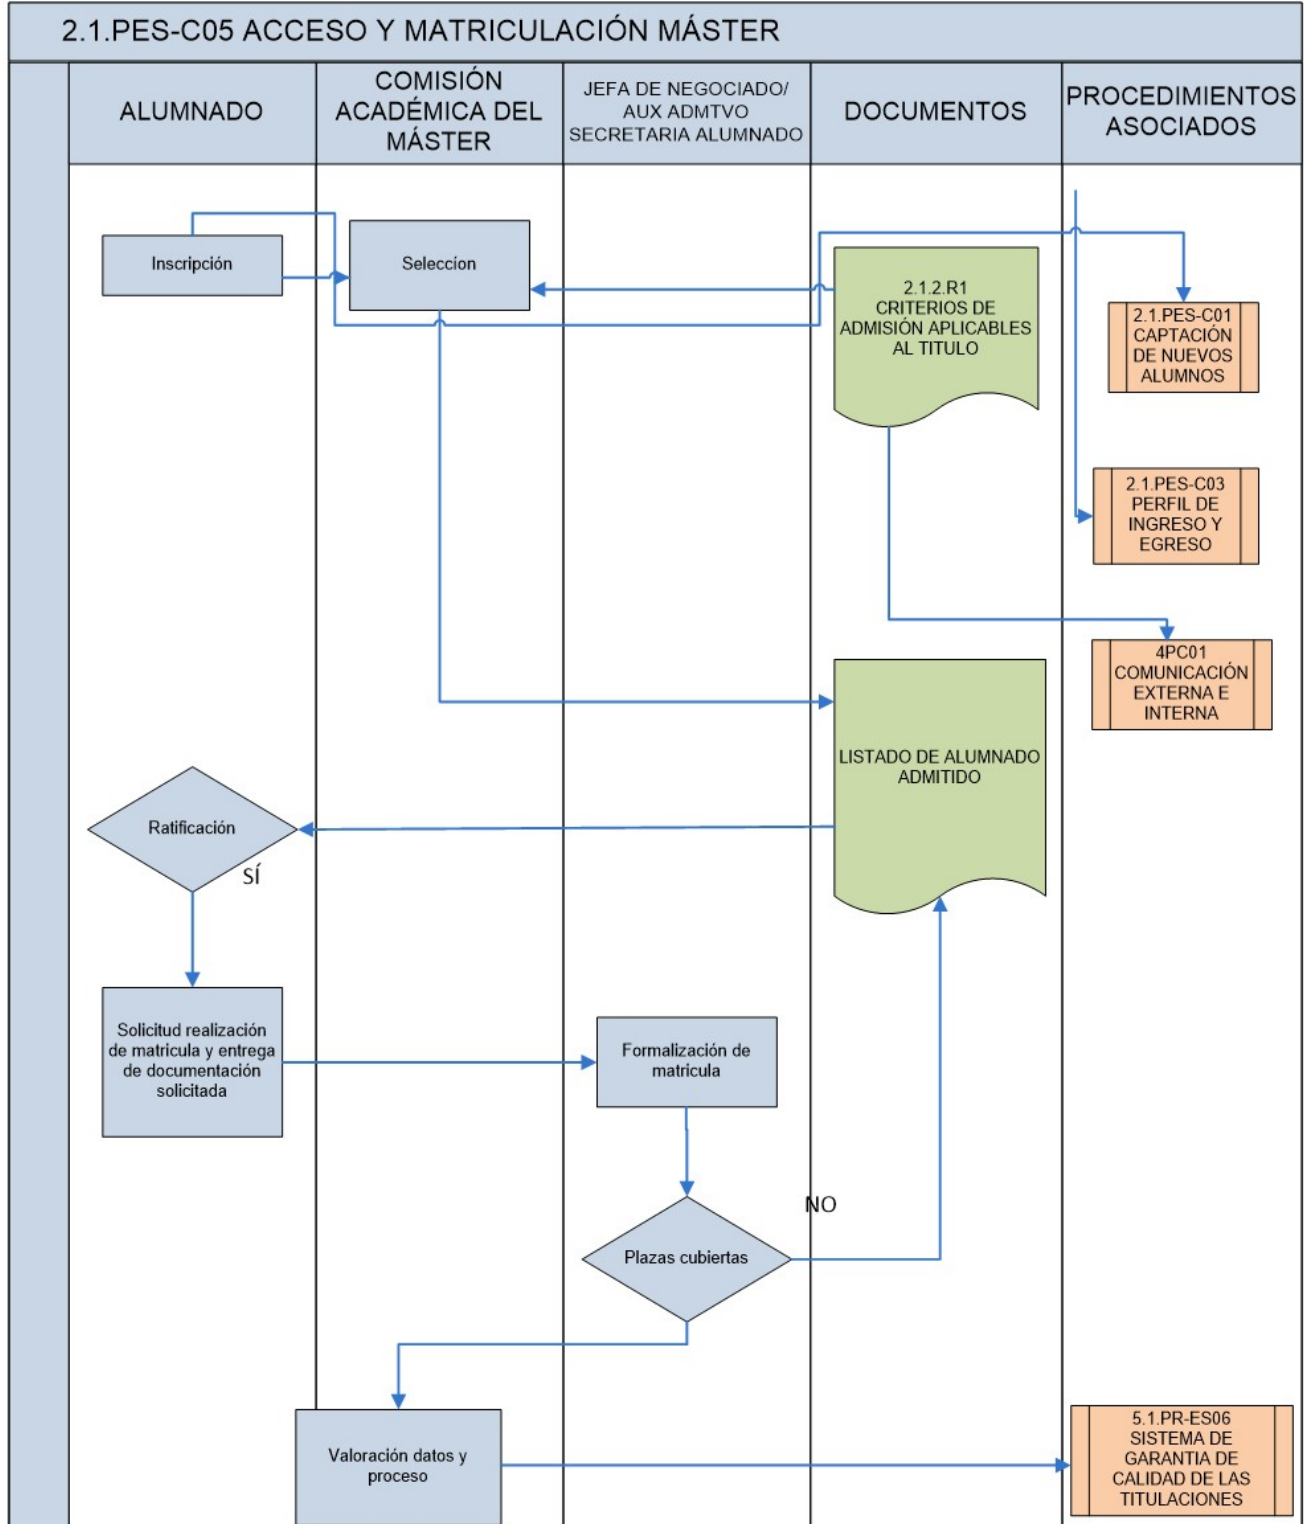 2.1.PES-C05 ACCESO Y MATRICULACIÓN MÁSTER
ALUMNADO
COMISIÓN
ACADÉMICA DEL
MÁSTER
JEFA DE NEGOCIADO/
AUX ADMTVO
SECRETARIA ALUMNADO
DOCUMENTOS
PROCEDIMIENTOS
ASOCIADOS
Inscripción
Seleccíon
2.1.2.R1
CRITERIOS DE
ADMISIÓN APLICABLES
AL TITULO
2.1.PES-C01
CAPTACIÓN
DE NUEVOS
ALUMNOS
2.1.PES-C03
PERFIL DE
INGRESO Y
EGRESO
4PC01
COMUNICACIÓN
EXTERNA E
INTERNA
LISTADO DE ALUMNADO
ADMITIDO
Ratificación
SÍ
Solicitud realización
de matricula y entrega
de documentación
solicitada
Formalización de
matricula
NO
Plazas cubiertas
Valoración datos y
proceso
5.1.PR-ES06
SISTEMA DE
GARANTIA DE
CALIDAD DE LAS
TITULACIONES